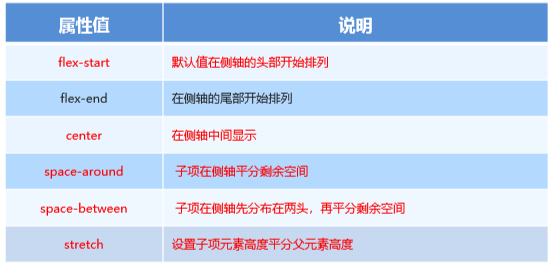 属性值 说明
flex-start 默认值在侧轴的头部开始排列
flex-end 在侧轴的尾部开始排列
center 在侧轴中间显示
space-around 子项在侧轴平分剩余空间
space-between 子项在侧轴先分布在两头，再平分剩余空间
stretch 设置子项元素高度平分父元素高度